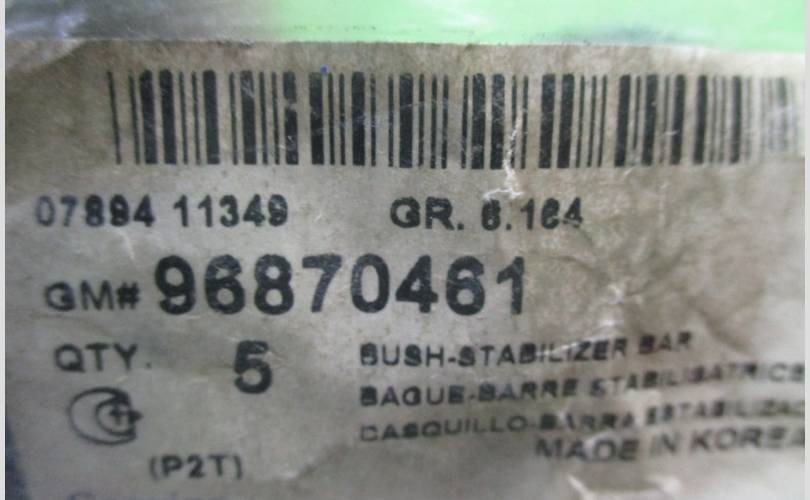 07894 11349 GR. 6.164
GM# 96870461
QTY. 5
BUSH-STABILIZER BAR
BAGUE-BARRE STABILISATRICE
CASQUILLO-BARRA ESTABILIZAD
MADE IN KOREA
(P2T)